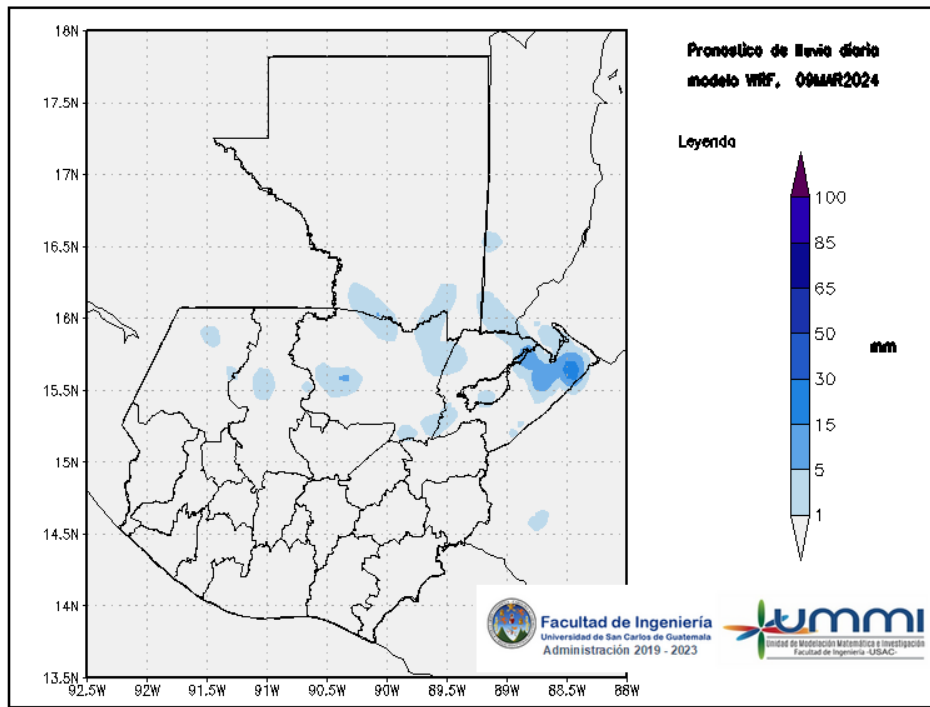 Pronostico de lluvia diaria
modelo WRF, 09MAR2024
Leyenda
100
85
65
50
30
15
5
1
mm
18N
17.5N
17N
16.5N
16N
15.5N
15N
14.5N
14N
13.5N
92.5W 92W 91.5W 91W 90.5W 90W 89.5W 89W 88.5W 88W
Facultad de Ingeniería
Universidad de San Carlos de Guatemala
Administración 2019 - 2023
ummi
Unidad de Modelación Matemática e Investigación
Facultad de Ingeniería -USAC-